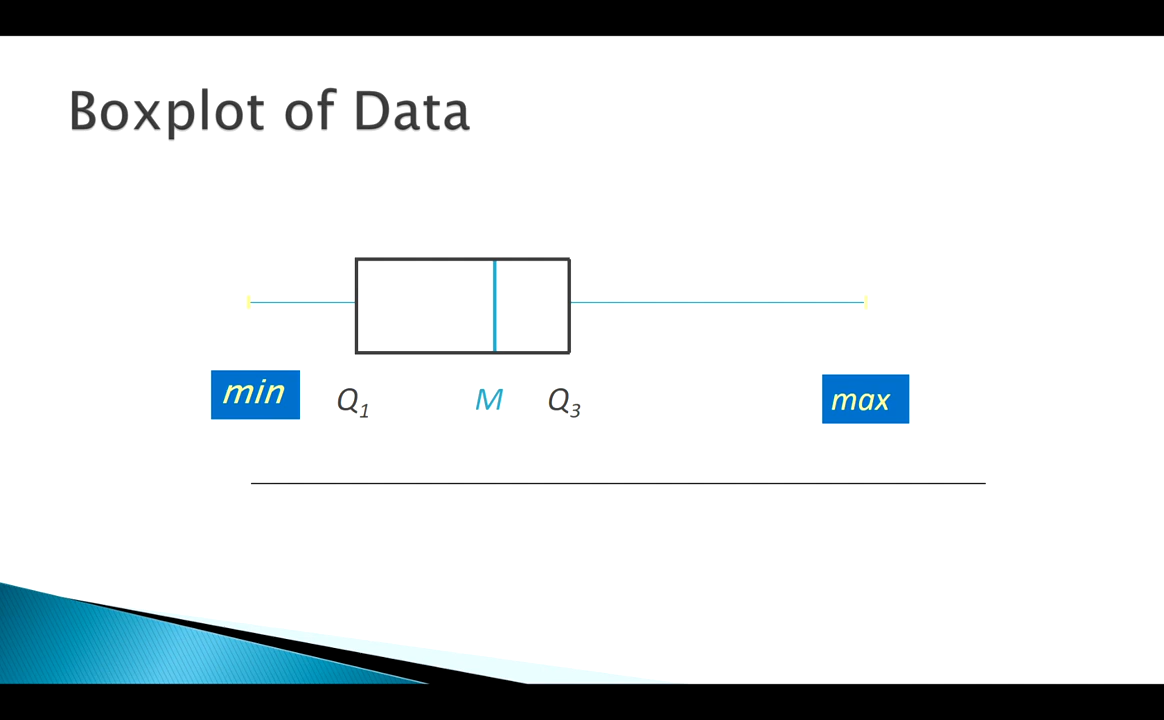 Boxplot of Data
min Q₁ M Q₃ max